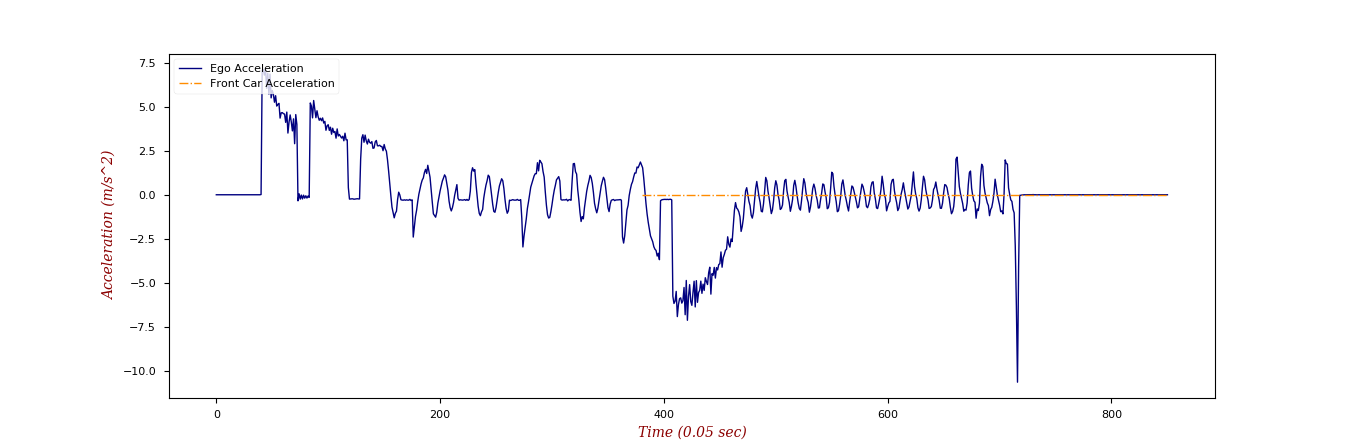 Ego Acceleration
Front Car Acceleration
7.5
5.0
2.5
0.0
−2.5
−5.0
−7.5
−10.0
Acceleration (m/s^2)
0 200 400 600 800
Time (0.05 sec)